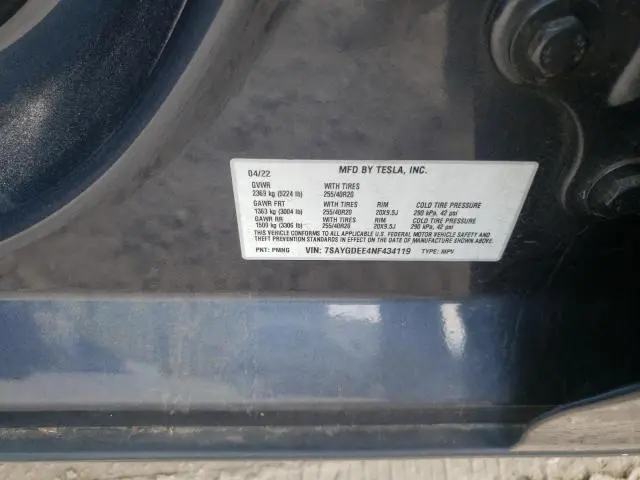 04/22 MFD BY TESLA, INC.
GVWR WITH TIRES
2369 kg (5224 lb) 255/40R20
GAWR FRT WITH TIRES RIM COLD TIRE PRESSURE
1363 kg (3004 lb) 255/40R20 20X9.5J 290 kPa, 42 psi
GAWR RR WITH TIRES RIM COLD TIRE PRESSURE
1500 kg (3306 lb) 255/40R20 20X9.5J 290 kPa, 42 psi
THIS VEHICLE CONFORMS TO ALL APPLICABLE U.S. FEDERAL MOTOR VEHICLE SAFETY AND
THEFT PREVENTION STANDARDS IN EFFECT ON THE DATE OF MANUFACTURE SHOWN ABOVE.
PNT: PMNG VIN: 7SAYGDEE4NF434119 TYPE: MPV